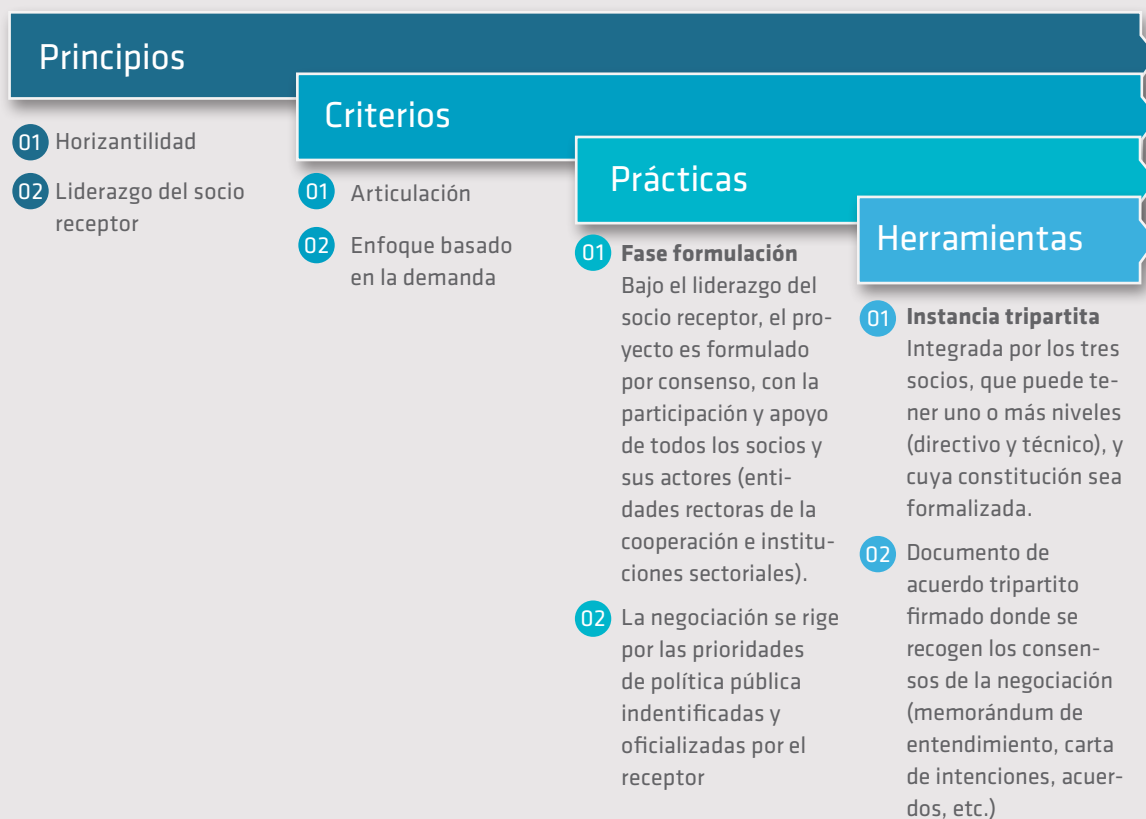 Principios
01 Horizantilidad
02 Liderazgo del socio
receptor
Criterios
01 Articulación
02 Enfoque basado
en la demanda
Prácticas
01 Fase formulación
Bajo el liderazgo del
socio receptor, el pro-
yecto es formulado
por consenso, con la
participación y apoyo
de todos los socios y
sus actores (enti-
dades rectoras de la
cooperación e institu-
ciones sectoriales).
02 La negociación se rige
por las prioridades
de política pública
indentificadas y
oficializadas por el
receptor
Herramientas
01 Instancia tripartita
Integrada por los tres
socios, que puede te-
ner uno o más niveles
(directivo y técnico), y
cuya constitución sea
formalizada.
02 Documento de
acuerdo tripartito
firmado donde se
recogen los consen-
sos de la negociación
(memorándum de
entendimiento, carta
de intenciones, acuer-
dos, etc.)